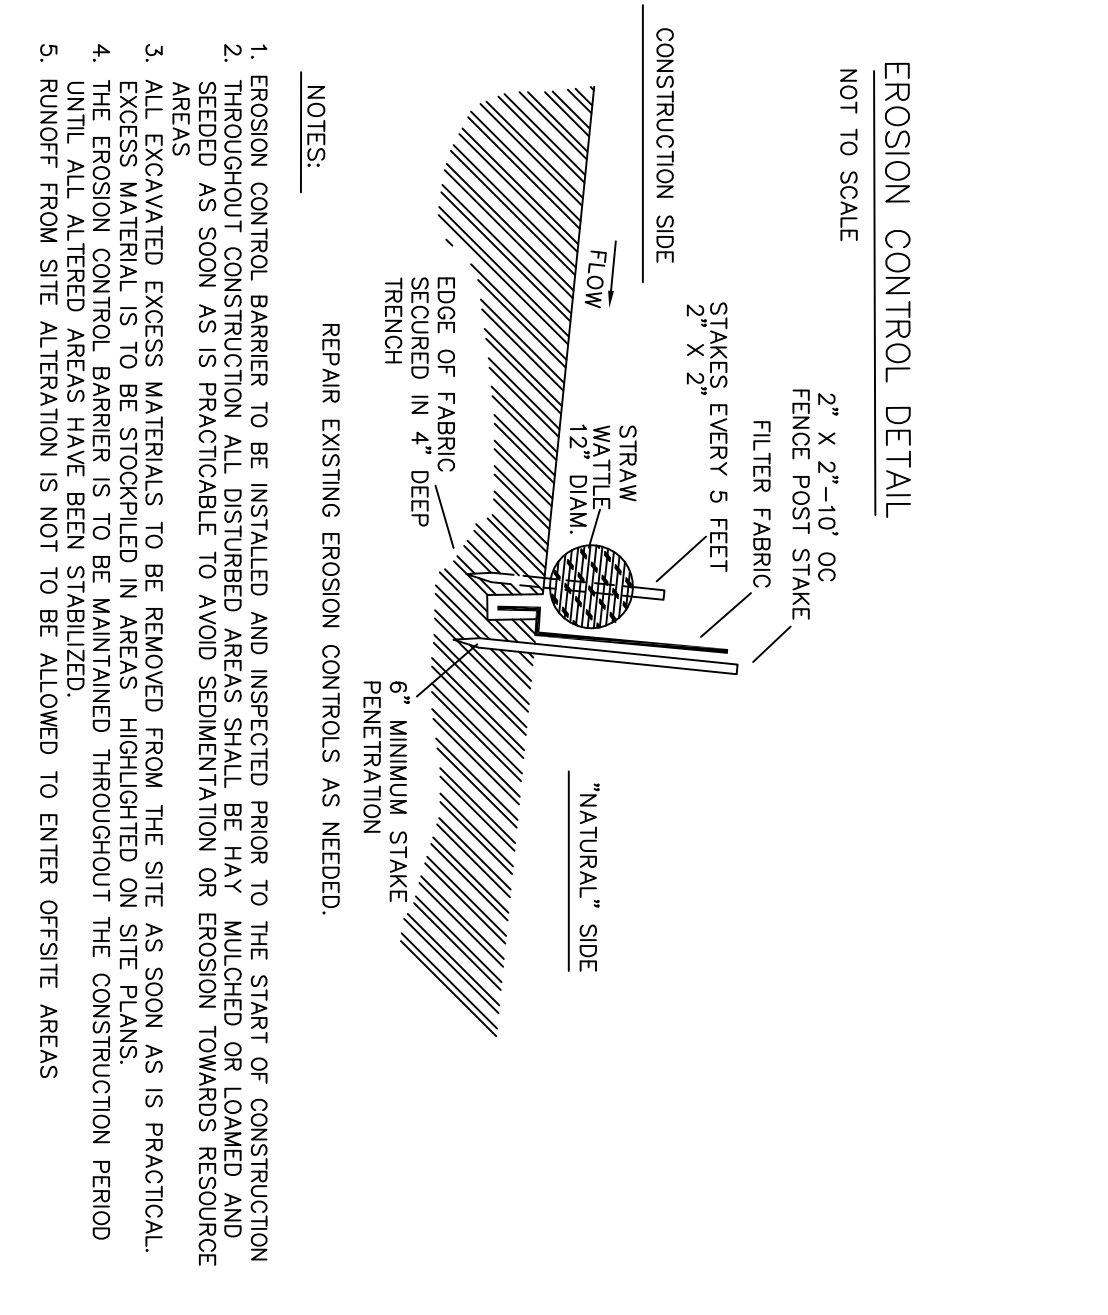 EROSION CONTROL DETAIL
NOT TO SCALE
2" X 2"-10' OC
FENCE POST STAKE
FILTER FABRIC
STAKES EVERY 5 FEET
2" X 2"
CONSTRUCTION SIDE
STRAW
WATTLE
12" DIAM.
FLOW
"NATURAL" SIDE
EDGE OF FABRIC
SECURED IN 4" DEEP
TRENCH
6" MINIMUM STAKE
PENETRATION
REPAIR EXISTING EROSION CONTROLS AS NEEDED.
NOTES:
1. EROSION CONTROL BARRIER TO BE INSTALLED AND INSPECTED PRIOR TO THE START OF CONSTRUCTION
2. THROUGHOUT CONSTRUCTION ALL DISTURBED AREAS SHALL BE HAY MULCHED OR LOAMED AND
SEEDED AS SOON AS IS PRACTICABLE TO AVOID SEDIMENTATION OR EROSION TOWARDS RESOURCE
AREAS
3. ALL EXCAVATED EXCESS MATERIALS TO BE REMOVED FROM THE SITE AS SOON AS IS PRACTICAL.
EXCESS MATERIAL IS TO BE STOCKPILED IN AREAS HIGHLIGHTED ON SITE PLANS.
4. THE EROSION CONTROL BARRIER IS TO BE MAINTAINED THROUGHOUT THE CONSTRUCTION PERIOD
UNTIL ALL ALTERED AREAS HAVE BEEN STABILIZED.
5. RUNOFF FROM SITE ALTERATION IS NOT TO BE ALLOWED TO ENTER OFFSITE AREAS